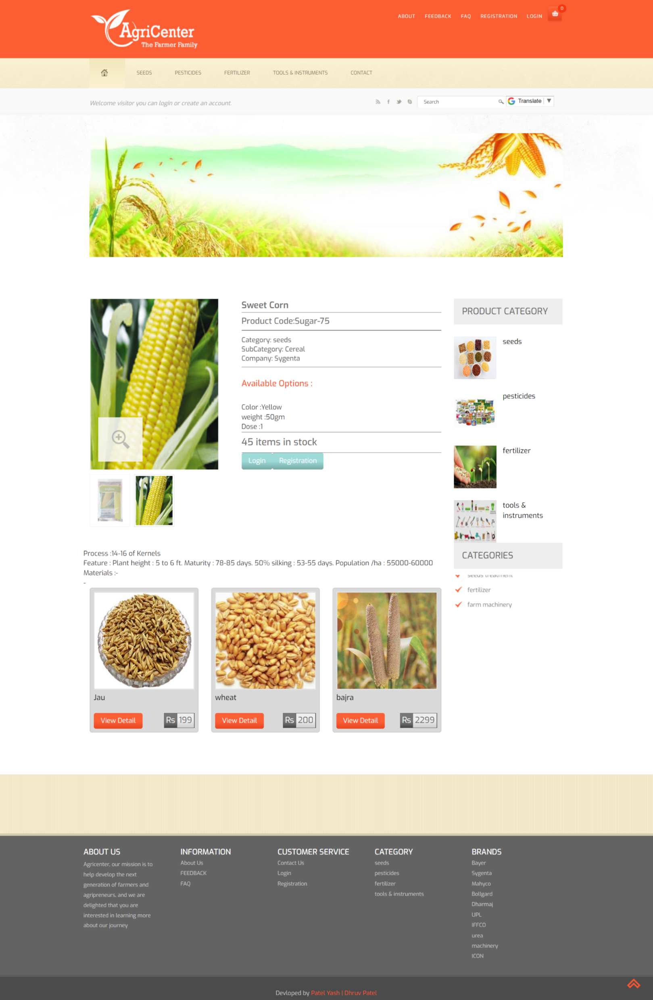 AgriCenter
The Farmer Family
ABOUT FEEDBACK FAQ REGISTRATION LOGIN 0
SEEDS PESTICIDES FERTILIZER TOOLS & INSTRUMENTS CONTACT
Welcome visitor you can login or create an account.
Search
Translate
Sweet Corn
Product Code:Sugar-75
Category: seeds
SubCategory: Cereal
Company: Sygenta
Available Options :
Color :Yellow
weight :50gm
Dose :1
45 items in stock
Login Registration
PRODUCT CATEGORY
seeds
pesticides
fertilizer
tools &
instruments
Process :14-16 of Kernels
Feature : Plant height : 5 to 6 ft. Maturity : 78-85 days. 50% silking : 53-55 days. Population /ha : 55000-60000
Materials :-
-
CATEGORIES
seeds treatment
fertilizer
farm machinery
Jau
View Detail Rs 199
wheat
View Detail Rs 200
bajra
View Detail Rs 2299
ABOUT US
Agricenter, our mission is to
help develop the next
generation of farmers and
agripreneurs, and we are
delighted that you are
interested in learning more
about our journey
INFORMATION
About Us
FEEDBACK
FAQ
CUSTOMER SERVICE
Contact Us
Login
Registration
CATEGORY
seeds
pesticides
fertilizer
tools & instruments
BRANDS
Bayer
Sygenta
Mahyco
Bollgard
Dharmaj
UPL
IFFCO
urea
machinery
ICON
Devloped by Patel Yash | Dhruv Patel